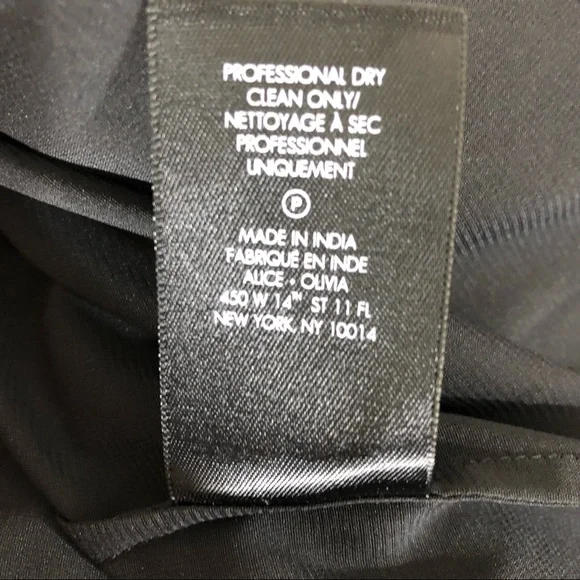 PROFESSIONAL DRY
CLEAN ONLY/
NETTOYAGE À SEC
PROFESSIONNEL
UNIQUEMENT
P
MADE IN INDIA
FABRIQUÉ EN INDE
ALICE + OLIVIA
450 W 14TH ST 11 FL
NEW YORK, NY 10014